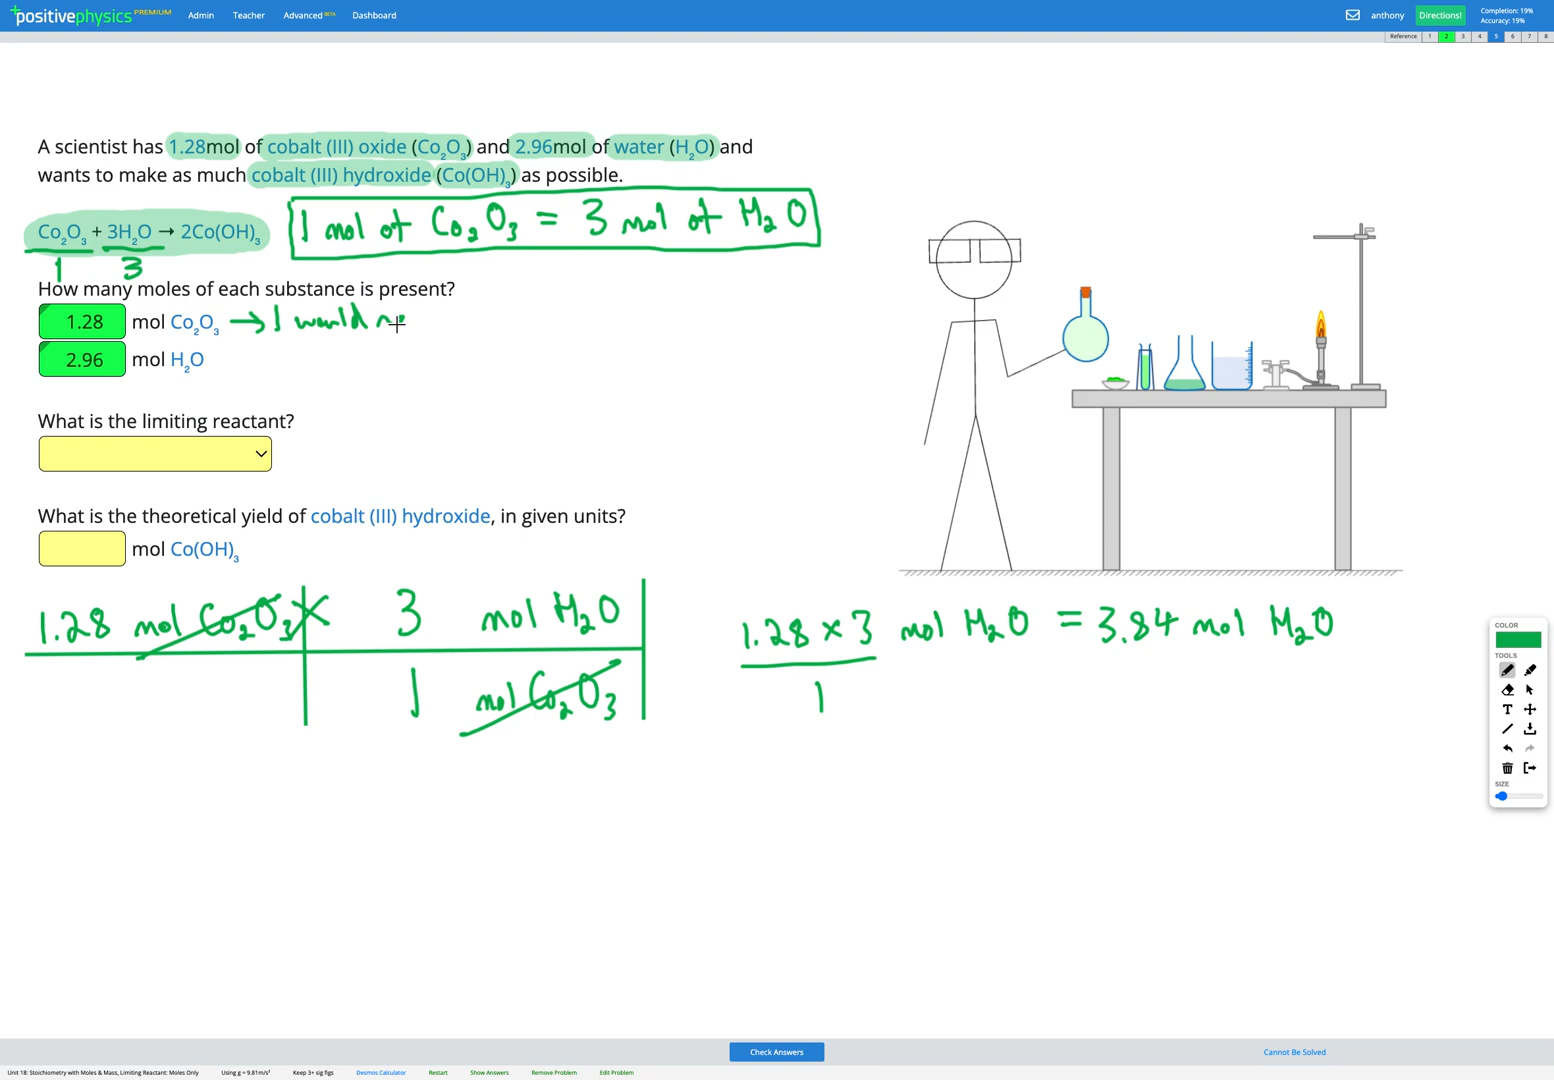 +positivephysics PREMIUM Admin Teacher Advanced BETA Dashboard anthony Directions! Completion: 19%
Accuracy: 19%
Reference 1 2 3 4 5 6 7 8
A scientist has 1.28mol of cobalt (III) oxide (Co₂O₃) and 2.96mol of water (H₂O) and
wants to make as much cobalt (III) hydroxide (Co(OH)₃) as possible.
1 mol of Co₂O₃ = 3 mol of H₂O
Co₂O₃ + 3H₂O → 2Co(OH)₃
1 3
How many moles of each substance is present?
1.28 mol Co₂O₃ → I would n
2.96 mol H₂O
What is the limiting reactant?
What is the theoretical yield of cobalt (III) hydroxide, in given units?
mol Co(OH)₃
1.28 mol Co₂O₃ × 3 mol H₂O
1 mol Co₂O₃
1.28 × 3 mol H₂O = 3.84 mol H₂O
1
COLOR
TOOLS
T
SIZE
Check Answers Cannot Be Solved
Unit 18: Stoichiometry with Moles & Mass, Limiting Reactant: Moles Only Using g = 9.81m/s² Keep 3+ sig figs Desmos Calculator Restart Show Answers Remove Problem Edit Problem